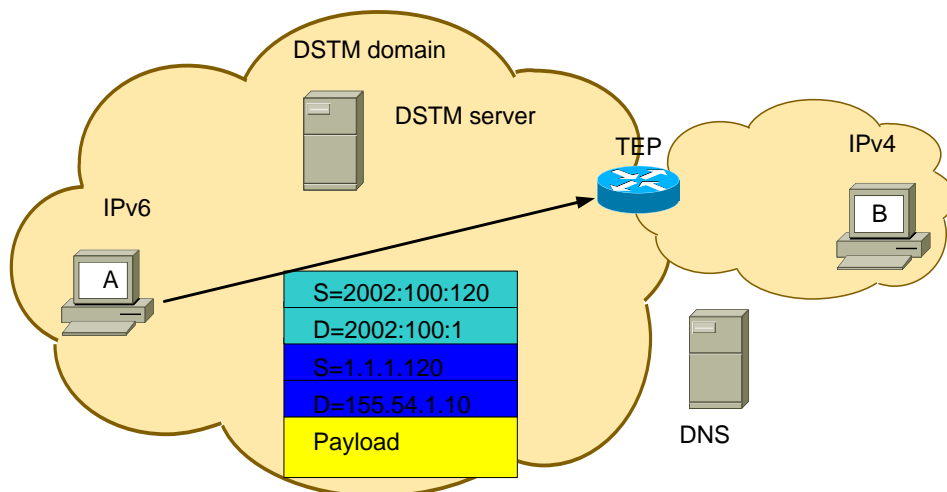 DSTM domain
DSTM server
TEP
IPv4
IPv6
B
A
S=2002:100:120
D=2002:100:1
S=1.1.1.120
D=155.54.1.10
Payload
DNS